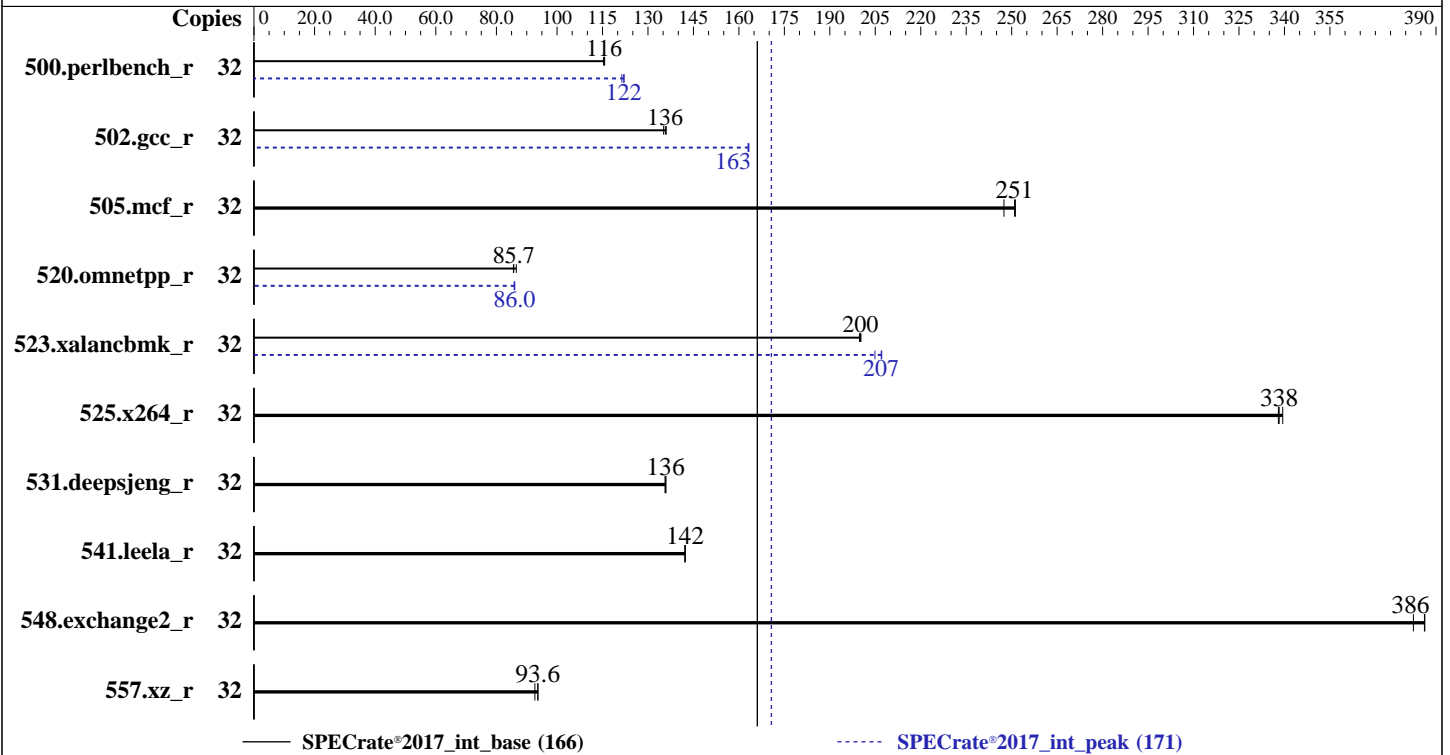 Copies 0 20.0 40.0 60.0 80.0 100 115 130 145 160 175 190 205 220 235 250 265 280 295 310 325 340 355 390
116
500.perlbench_r 32
122
136
502.gcc_r 32
163
251
505.mcf_r 32
85.7
520.omnetpp_r 32
86.0
200
523.xalancbmk_r 32
207
338
525.x264_r 32
136
531.deepsjeng_r 32
142
541.leela_r 32
386
548.exchange2_r 32
93.6
557.xz_r 32
SPECrate®2017_int_base (166) SPECrate®2017_int_peak (171)